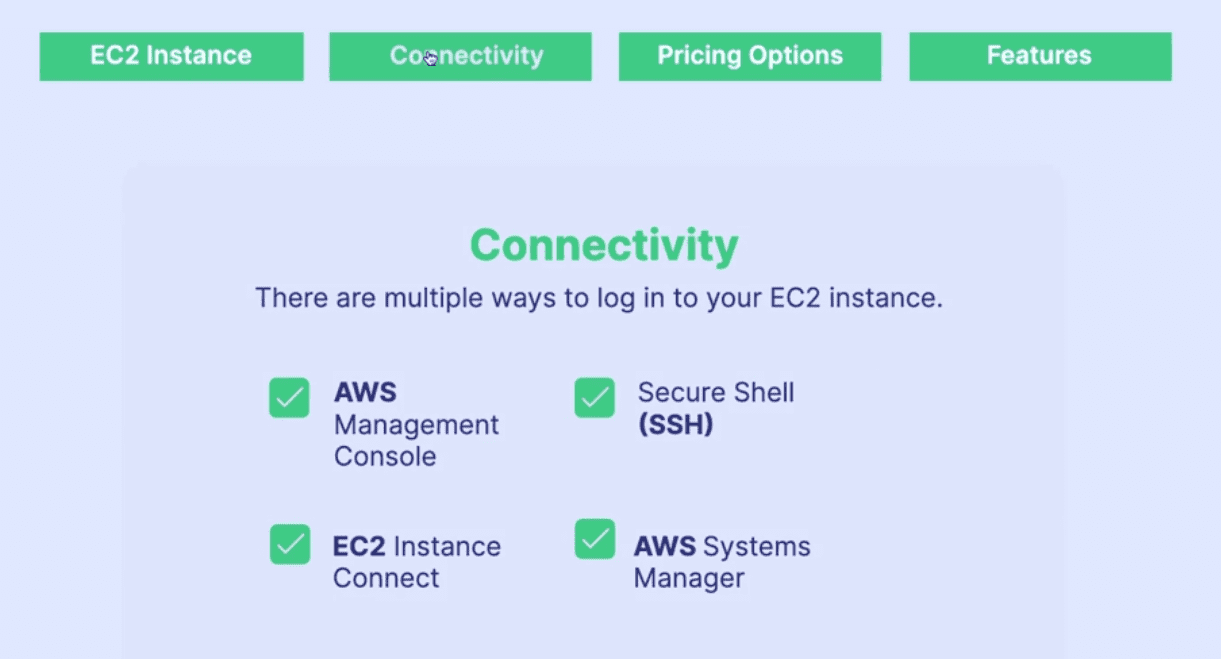 EC2 Instance
Connectivity
Pricing Options
Features
Connectivity
There are multiple ways to log in to your EC2 instance.
AWS
Management
Console
Secure Shell
(SSH)
EC2 Instance
Connect
AWS Systems
Manager